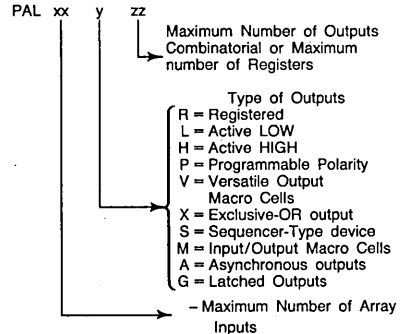 PAL xx y zz
Maximum Number of Outputs
Combinatorial or Maximum
number of Registers
Type of Outputs
R = Registered
L = Active LOW
H = Active HIGH
P = Programmable Polarity
V = Versatile Output
Macro Cells
X = Exclusive-OR output
S = Sequencer-Type device
M = Input/Output Macro Cells
A = Asynchronous outputs
G = Latched Outputs
– Maximum Number of Array
Inputs